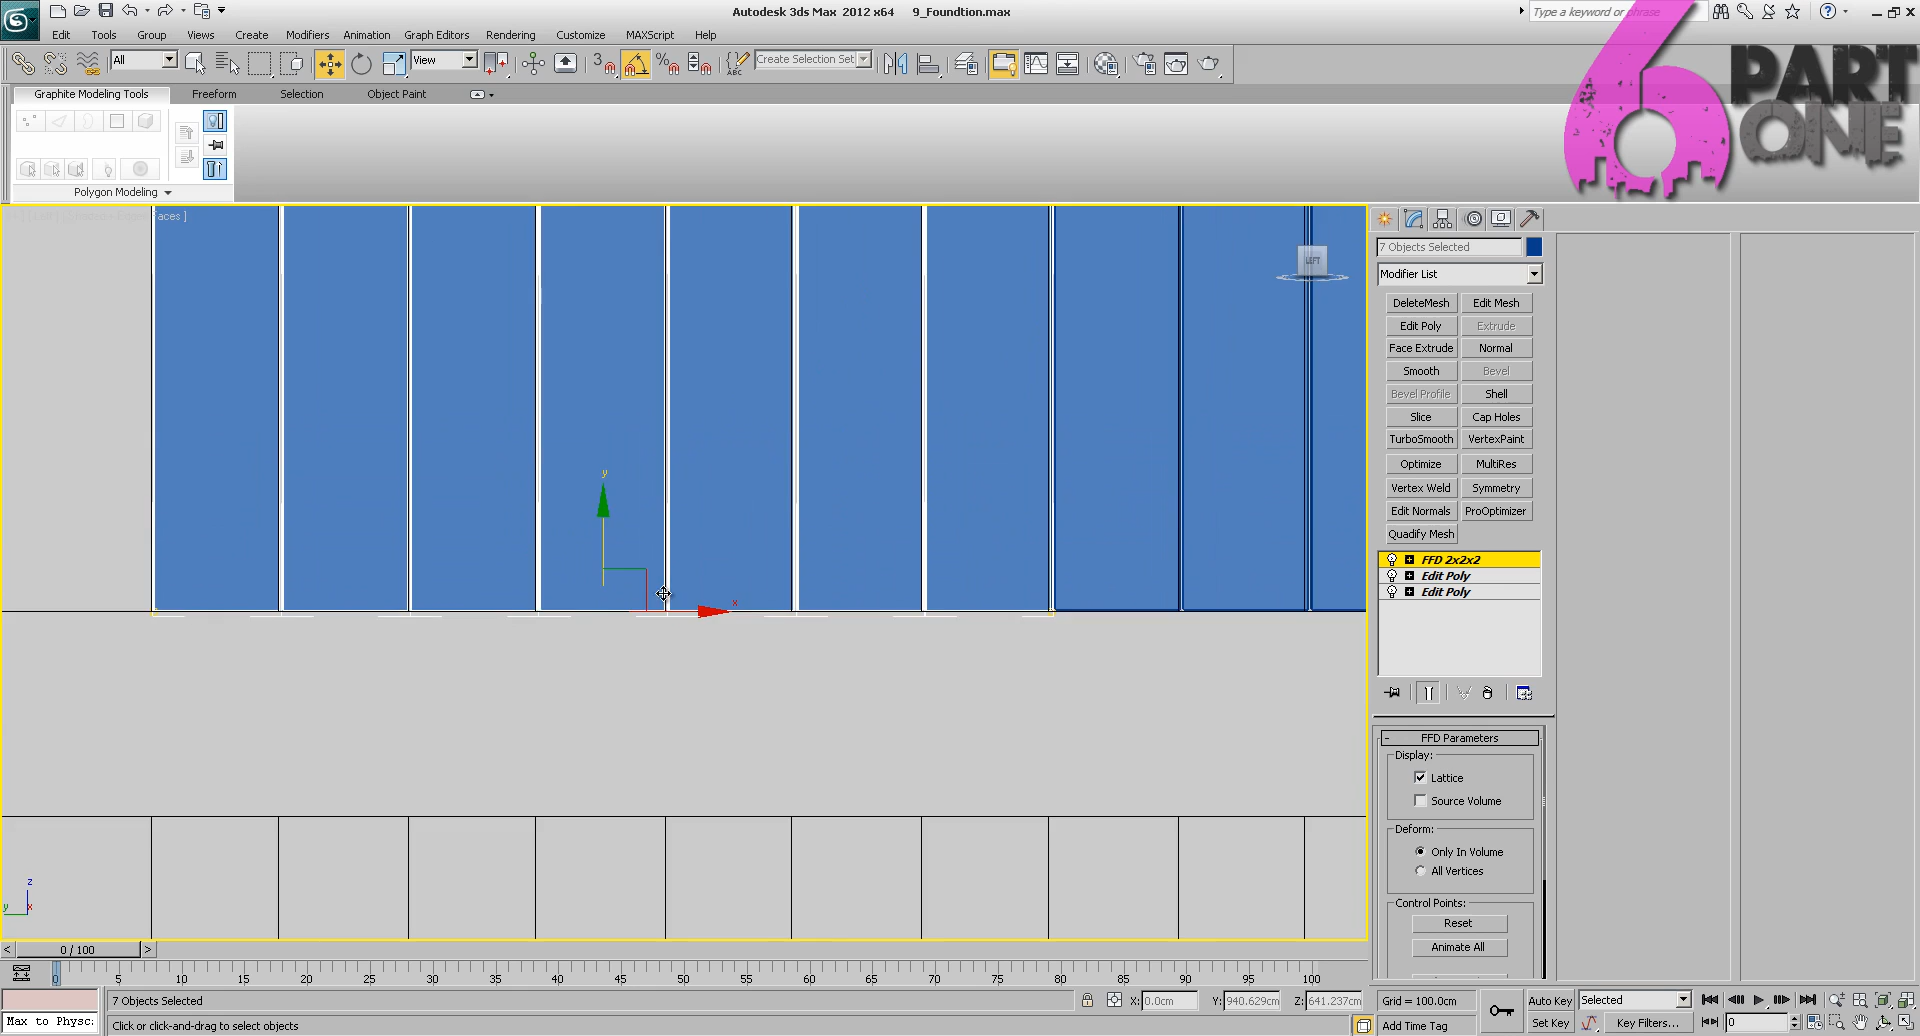 Autodesk 3ds Max 2012 x64 9_Foundtion.max
Type a keyword or phrase
Edit Tools Group Views Create Modifiers Animation Graph Editors Rendering Customize MAXScript Help
All View 3 ABC Create Selection Set
Graphite Modeling Tools Freeform Selection Object Paint
Polygon Modeling
6 PART
ONE
aces ]
LEFT
7 Objects Selected
Modifier List
DeleteMesh Edit Mesh
Edit Poly Extrude
Face Extrude Normal
Smooth Bevel
Bevel Profile Shell
Slice Cap Holes
TurboSmooth VertexPaint
Optimize MultiRes
Vertex Weld Symmetry
Edit Normals ProOptimizer
Quadify Mesh
FFD 2x2x2
Edit Poly
Edit Poly
y
x
FFD Parameters
Display:
Lattice
Source Volume
Deform:
Only In Volume
All Vertices
Control Points:
Reset
Animate All
z
y x
< 0 / 100 >
0 5 10 15 20 25 30 35 40 45 50 55 60 65 70 75 80 85 90 95 100
7 Objects Selected X: 0.0cm Y: 940.629cm Z: 641.237cm Grid = 100.0cm Auto Key Selected
Max to Physc: Click or click-and-drag to select objects Add Time Tag Set Key Key Filters... 0